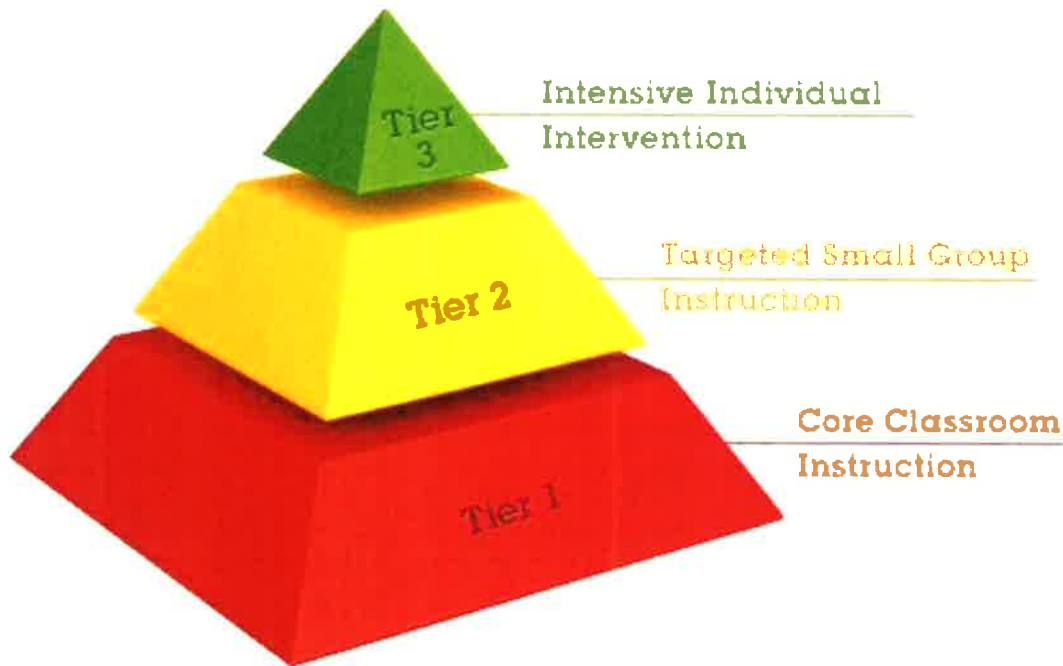 Tier
3
Intensive Individual
Intervention
Tier 2
Targeted Small Group
Instruction
Tier 1
Core Classroom
Instruction